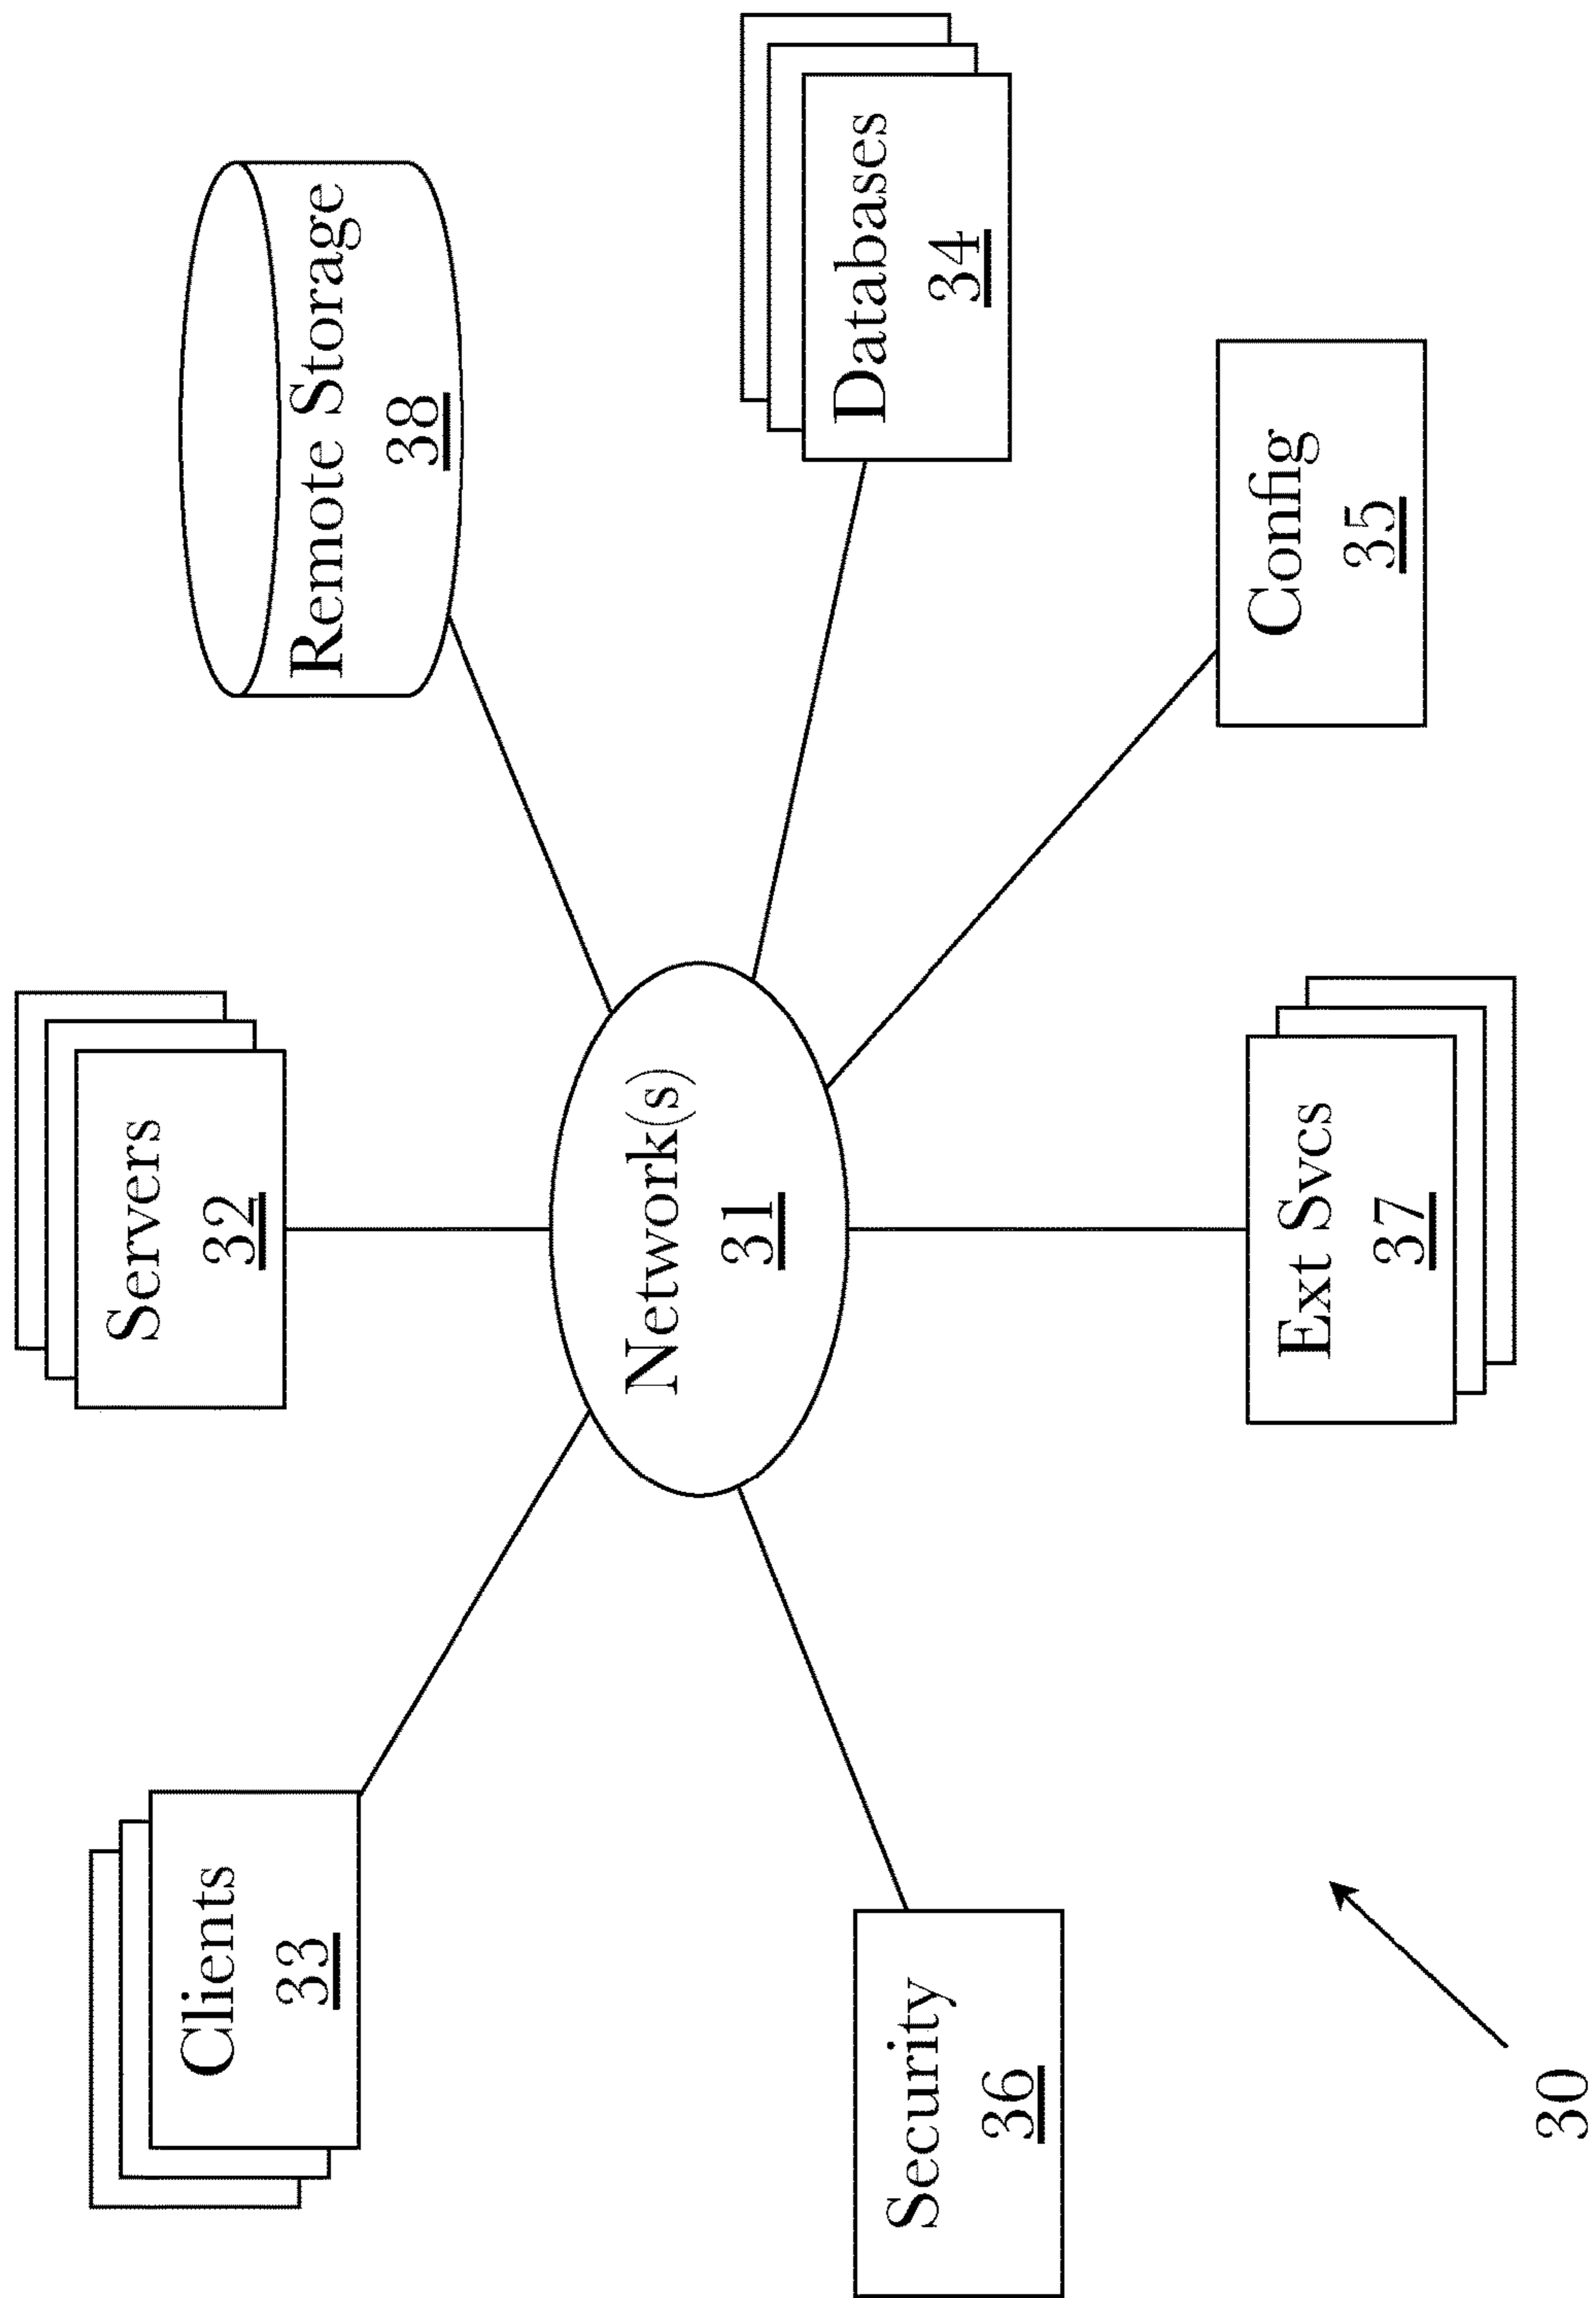 Servers
32
Clients
33
Remote Storage
38
Network(s)
31
Databases
34
Security
36
Ext Svcs
37
Config
35
30